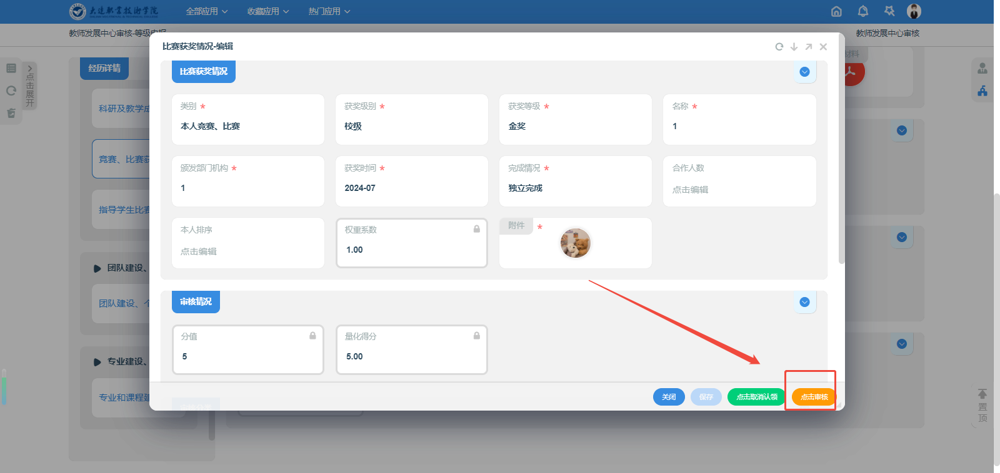 大连职业技术学院
全部应用
收藏应用
热门应用
教师发展中心审核-等级申报
教师发展中心审核
比赛获奖情况-编辑
经历详情
点击展开
科研及教学成
竞赛、比赛获
指导学生比赛
团队建设、
团队建设、个
专业建设、
专业和课程建
材料
置顶
比赛获奖情况
类别 *
本人竞赛、比赛
获奖级别 *
校级
获奖等级 *
金奖
名称 *
1
颁发部门机构 *
1
获奖时间 *
2024-07
完成情况 *
独立完成
合作人数
点击编辑
本人排序
点击编辑
权重系数
1.00
附件 *
审核情况
分值
5
量化得分
5.00
关闭
保存
点击取消认领
点击审核